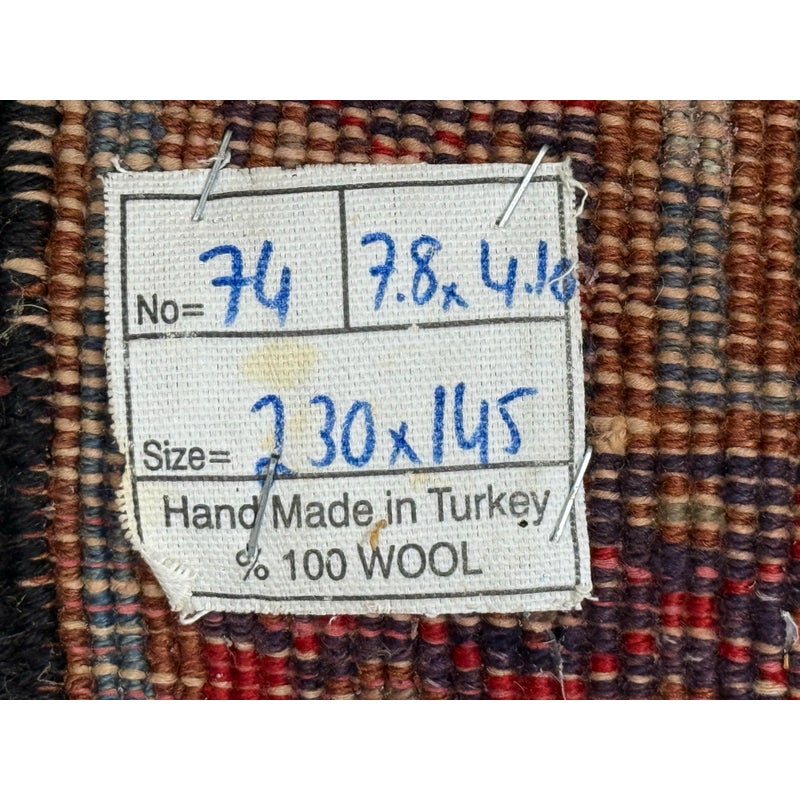 No= 74 7.8x 4.10
Size= 230x145
Hand Made in Turkey
% 100 WOOL